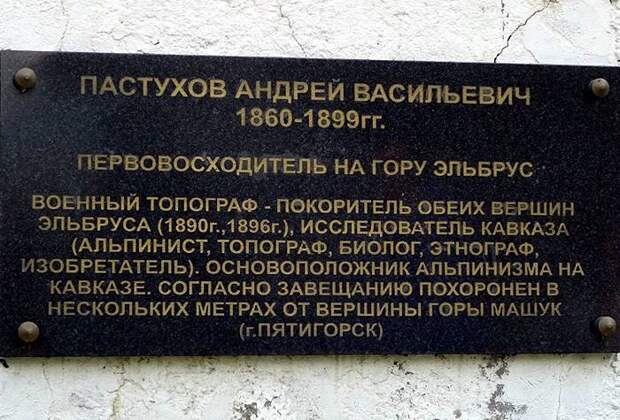 ПАСТУХОВ АНДРЕЙ ВАСИЛЬЕВИЧ
1860-1899гг.
ПЕРВОВОСХОДИТЕЛЬ НА ГОРУ ЭЛЬБРУС
ВОЕННЫЙ ТОПОГРАФ - ПОКОРИТЕЛЬ ОБЕИХ ВЕРШИН
ЭЛЬБРУСА (1890г.,1896г.), ИССЛЕДОВАТЕЛЬ КАВКАЗА
(АЛЬПИНИСТ, ТОПОГРАФ, БИОЛОГ, ЭТНОГРАФ,
ИЗОБРЕТАТЕЛЬ). ОСНОВОПОЛОЖНИК АЛЬПИНИЗМА НА
КАВКАЗЕ. СОГЛАСНО ЗАВЕЩАНИЮ ПОХОРОНЕН В
НЕСКОЛЬКИХ МЕТРАХ ОТ ВЕРШИНЫ ГОРЫ МАШУК
(г.ПЯТИГОРСК)